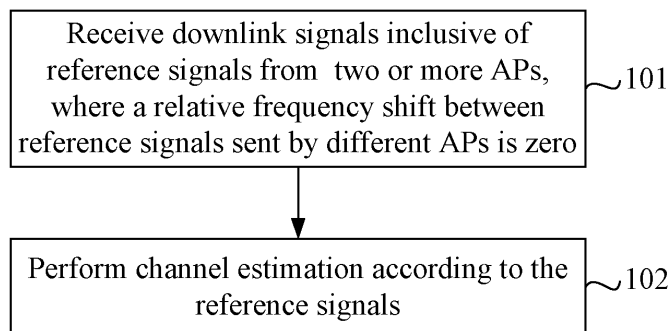 Receive downlink signals inclusive of
reference signals from two or more APs,
where a relative frequency shift between
reference signals sent by different APs is zero
101
Perform channel estimation according to the
reference signals
102